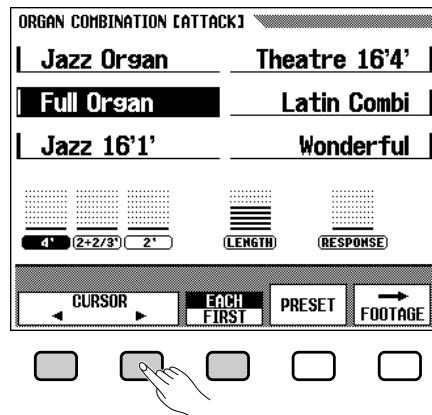 ORGAN COMBINATION [ATTACK]
Jazz Organ Theatre 16'4'
Full Organ Latin Combi
Jazz 16'1' Wonderful
4' 2+2/3' 2' LENGTH RESPONSE
CURSOR EACH PRESET FOOTAGE
FIRST